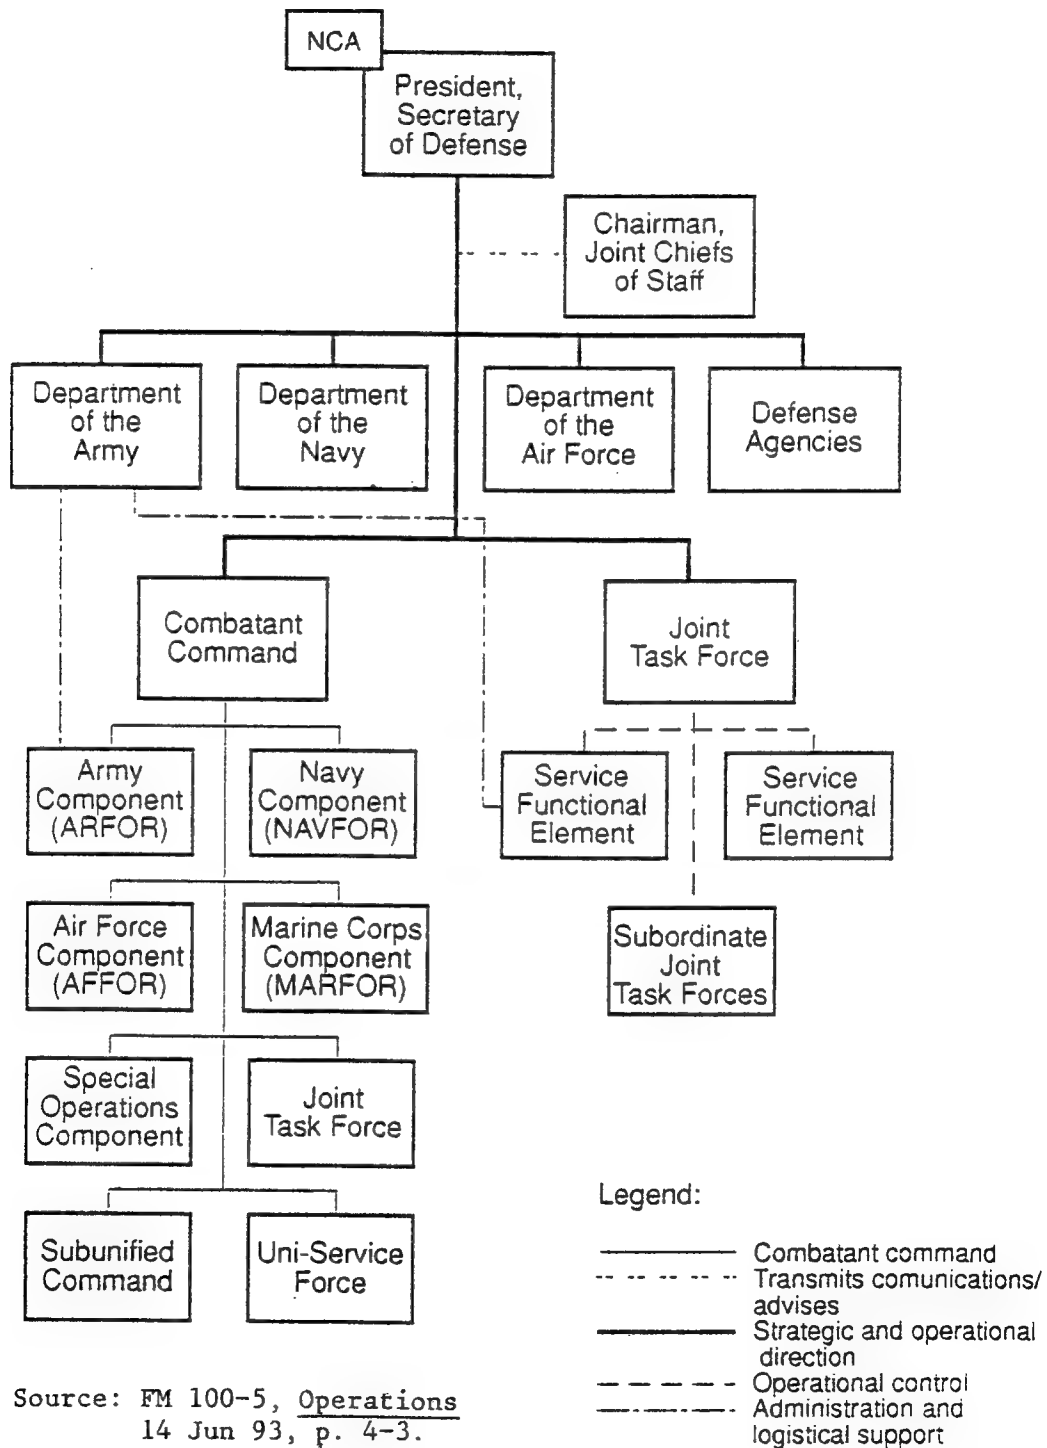 NCA
President,
Secretary
of Defense
Chairman,
Joint Chiefs
of Staff
Department
of the
Army
Department
of the
Navy
Department
of the
Air Force
Defense
Agencies
Combatant
Command
Joint
Task Force
Army
Component
(ARFOR)
Navy
Component
(NAVFOR)
Service
Functional
Element
Service
Functional
Element
Air Force
Component
(AFFOR)
Marine Corps
Component
(MARFOR)
Subordinate
Joint
Task Forces
Special
Operations
Component
Joint
Task Force
Subunified
Command
Uni-Service
Force
Legend:
Combatant command
Transmits comunications/
advises
Strategic and operational
direction
Operational control
Administration and
logistical support
Source: FM 100-5, Operations
14 Jun 93, p. 4-3.